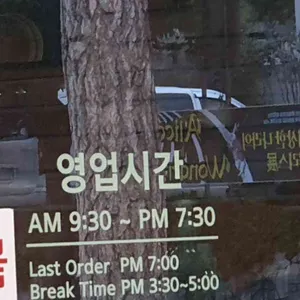 영업시간
AM 9:30 ~ PM 7:30
Last Order PM 7:00
Break Time PM 3:30~5:00